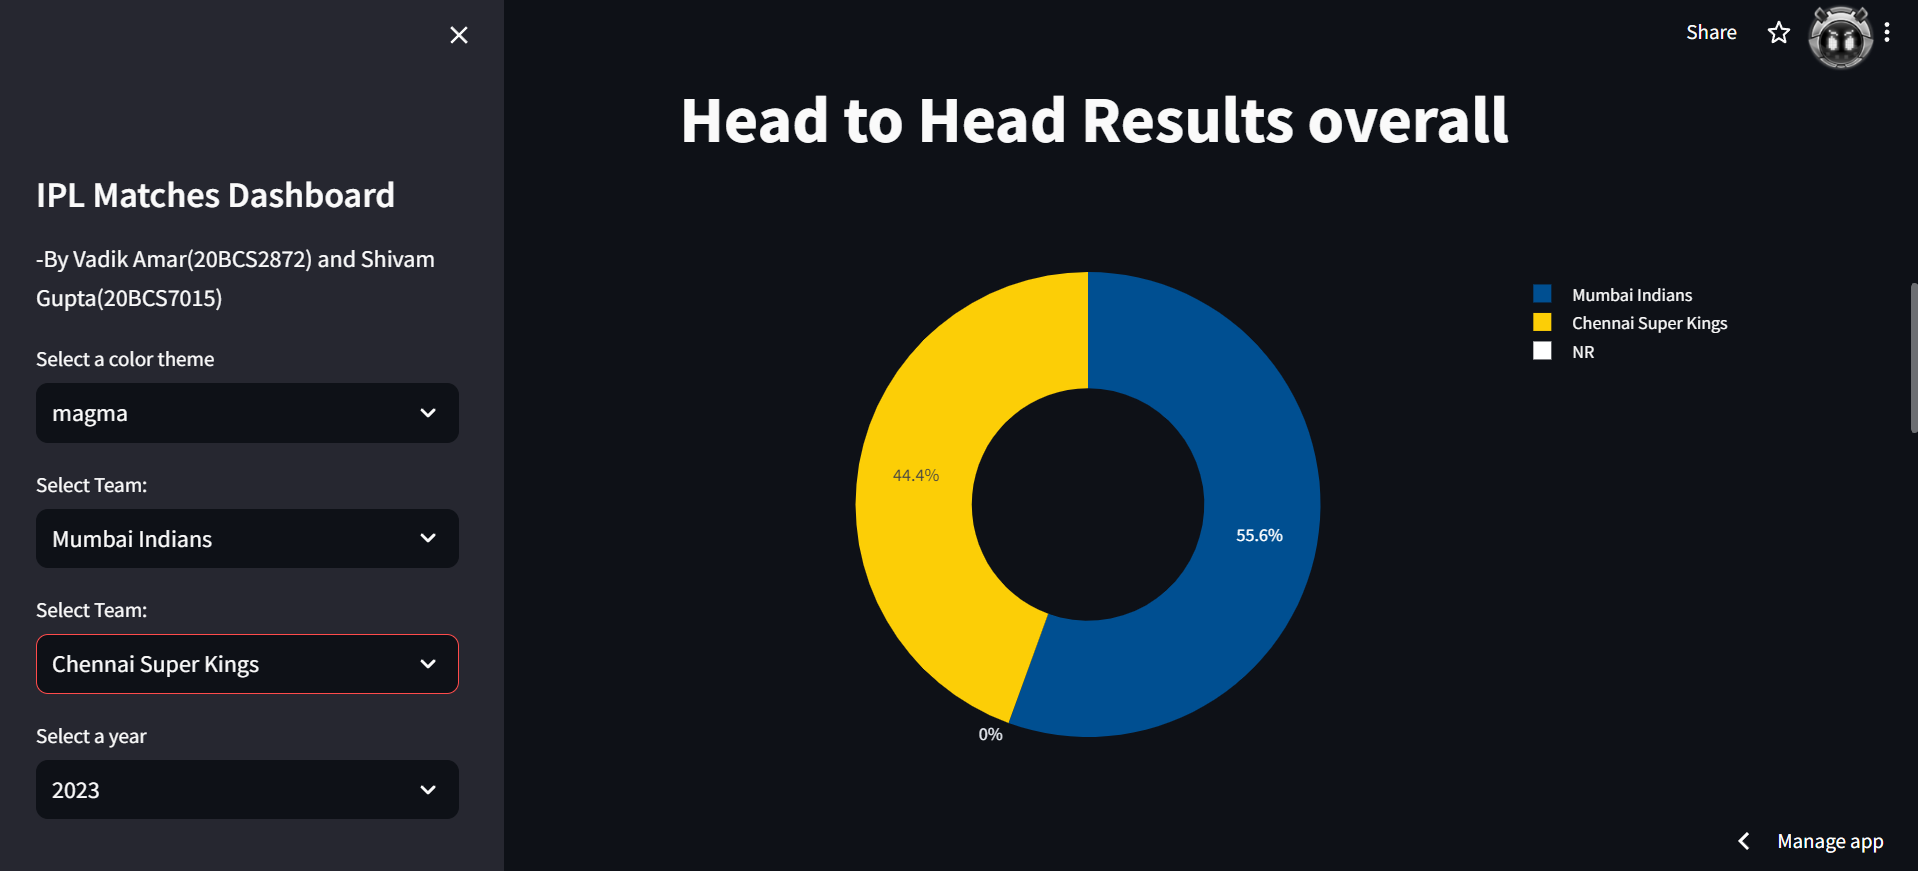 IPL Matches Dashboard
-By Vadik Amar(20BCS2872) and Shivam
Gupta(20BCS7015)
Select a color theme
magma
Select Team:
Mumbai Indians
Select Team:
Chennai Super Kings
Select a year
2023
Share
Head to Head Results overall
Mumbai Indians
Chennai Super Kings
NR
44.4%
55.6%
0%
Manage app